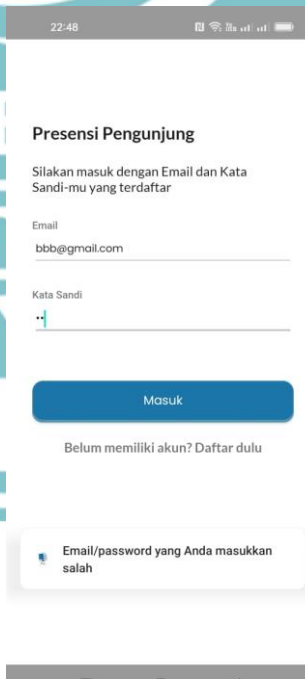 22:48
Presensi Pengunjung
Silakan masuk dengan Email dan Kata
Sandi-mu yang terdaftar
Email
bbb@gmail.com
Kata Sandi
Masuk
Belum memiliki akun? Daftar dulu
Email/password yang Anda masukkan
salah